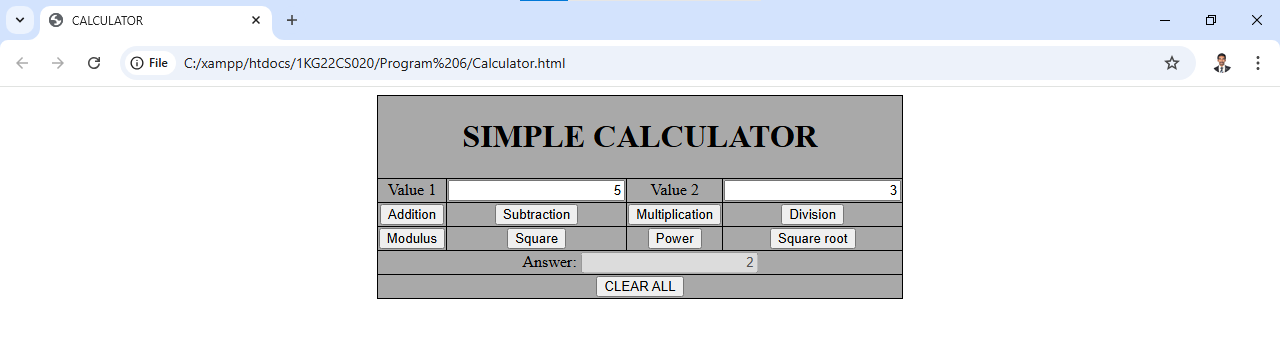 CALCULATOR
File C:/xampp/htdocs/1KG22CS020/Program%206/Calculator.html
SIMPLE CALCULATOR
Value 1 5 Value 2 3
Addition Subtraction Multiplication Division
Modulus Square Power Square root
Answer: 2
CLEAR ALL